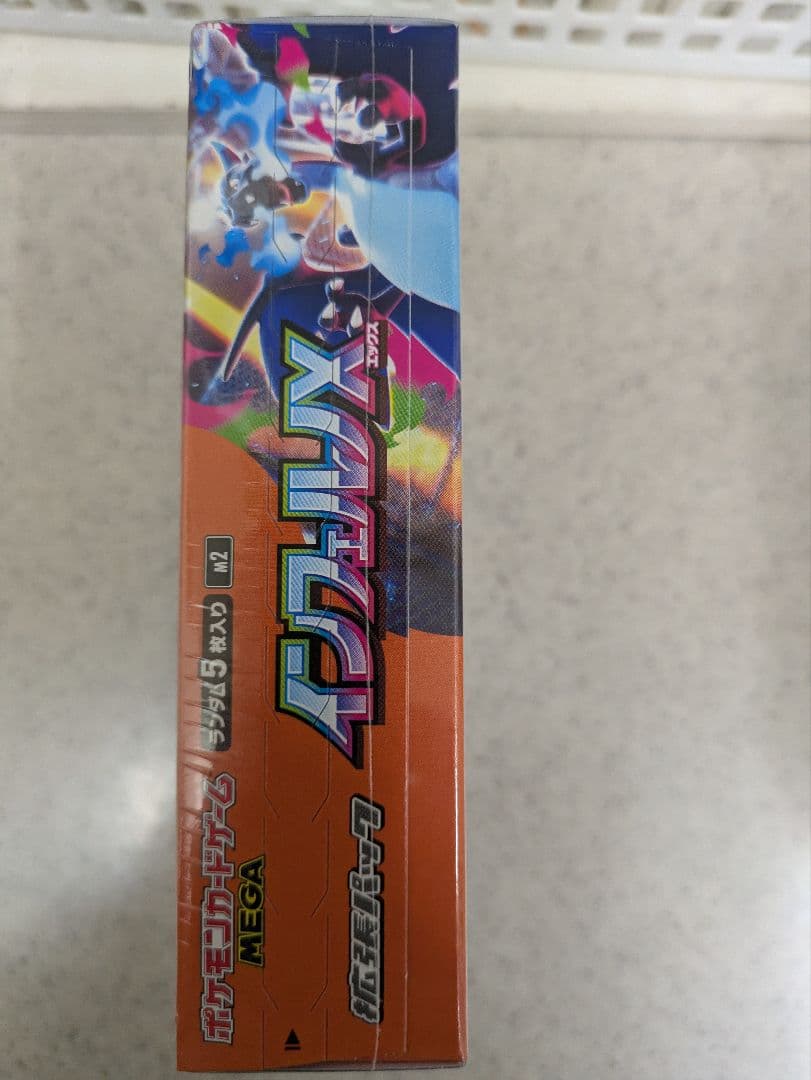 ポケモンカードゲーム
MEGA
ランダム5枚入り
M2
拡張パック
インフェルノX
エックス